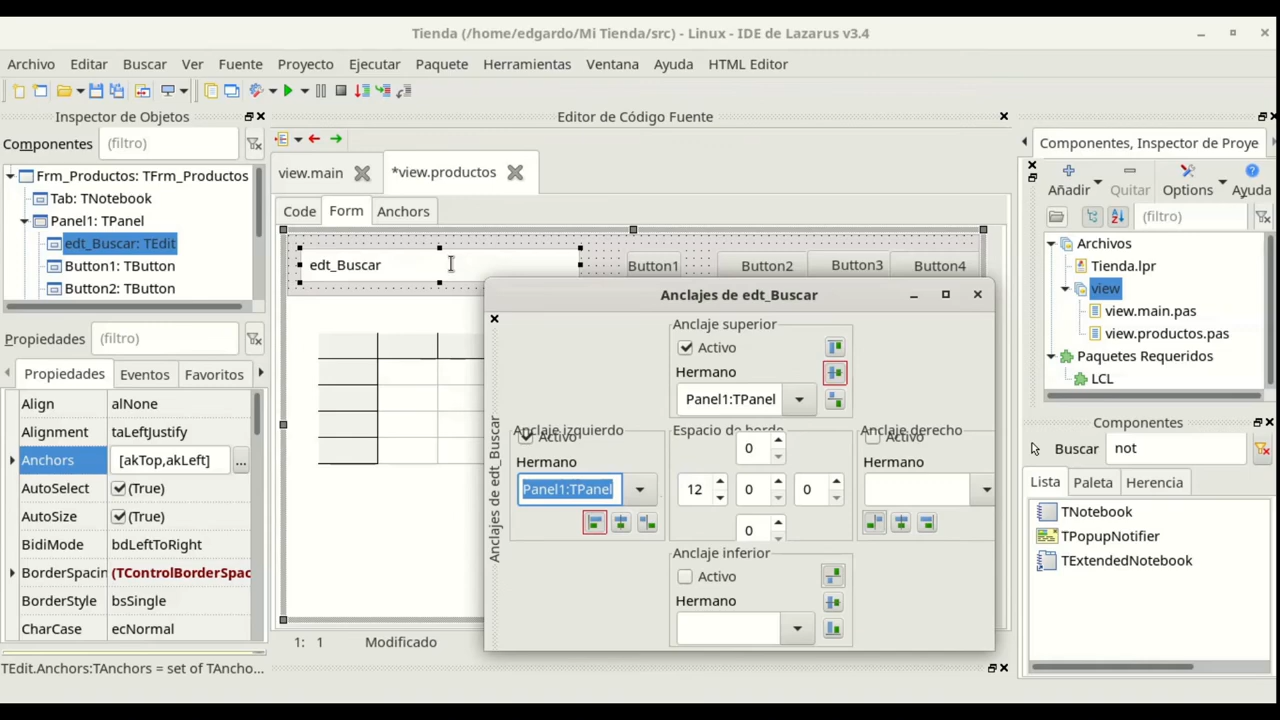 Tienda (/home/edgardo/Mi Tienda/src) - Linux - IDE de Lazarus v3.4
Archivo Editar Buscar Ver Fuente Proyecto Ejecutar Paquete Herramientas Ventana Ayuda HTML Editor
Inspector de Objetos
Componentes (filtro)
Frm_Productos: TFrm_Productos
Tab: TNotebook
Panel1: TPanel
edt_Buscar: TEdit
Button1: TButton
Button2: TButton
Propiedades (filtro)
Propiedades Eventos Favoritos
Align alNone
Alignment taLeftJustify
Anchors [akTop,akLeft] ...
AutoSelect (True)
AutoSize (True)
BidiMode bdLeftToRight
BorderSpacin (TControlBorderSpac
BorderStyle bsSingle
CharCase ecNormal
TEdit.Anchors:TAnchors = set of TAncho...
Editor de Código Fuente
view.main *view.productos
Code Form Anchors
edt_Buscar Button1 Button2 Button3 Button4
Anclajes de edt_Buscar
Anclajes de edt_Buscar
Anclaje superior
Activo
Hermano
Panel1:TPanel
Anclaje izquierdo
Activo
Hermano
Panel1:TPanel
Espacio de borde
0
12 0 0
0
Anclaje derecho
Activo
Hermano
Anclaje inferior
Activo
Hermano
1: 1 Modificado
Componentes, Inspector de Proye
Añadir Quitar Options Ayuda
(filtro)
Archivos
Tienda.lpr
view
view.main.pas
view.productos.pas
Paquetes Requeridos
LCL
Componentes
Buscar not
Lista Paleta Herencia
TNotebook
TPopupNotifier
TExtendedNotebook